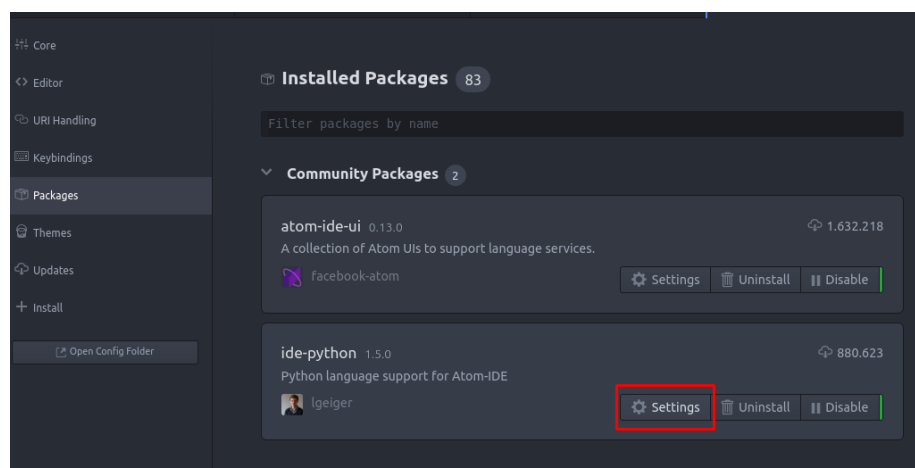 Core
Editor
URI Handling
Keybindings
Packages
Themes
Updates
Install
Open Config Folder
Installed Packages 83
Filter packages by name
Community Packages 2
atom-ide-ui 0.13.0 1.632.218
A collection of Atom UIs to support language services.
facebook-atom Settings Uninstall Disable
ide-python 1.5.0 880.623
Python language support for Atom-IDE
lgeiger Settings Uninstall Disable